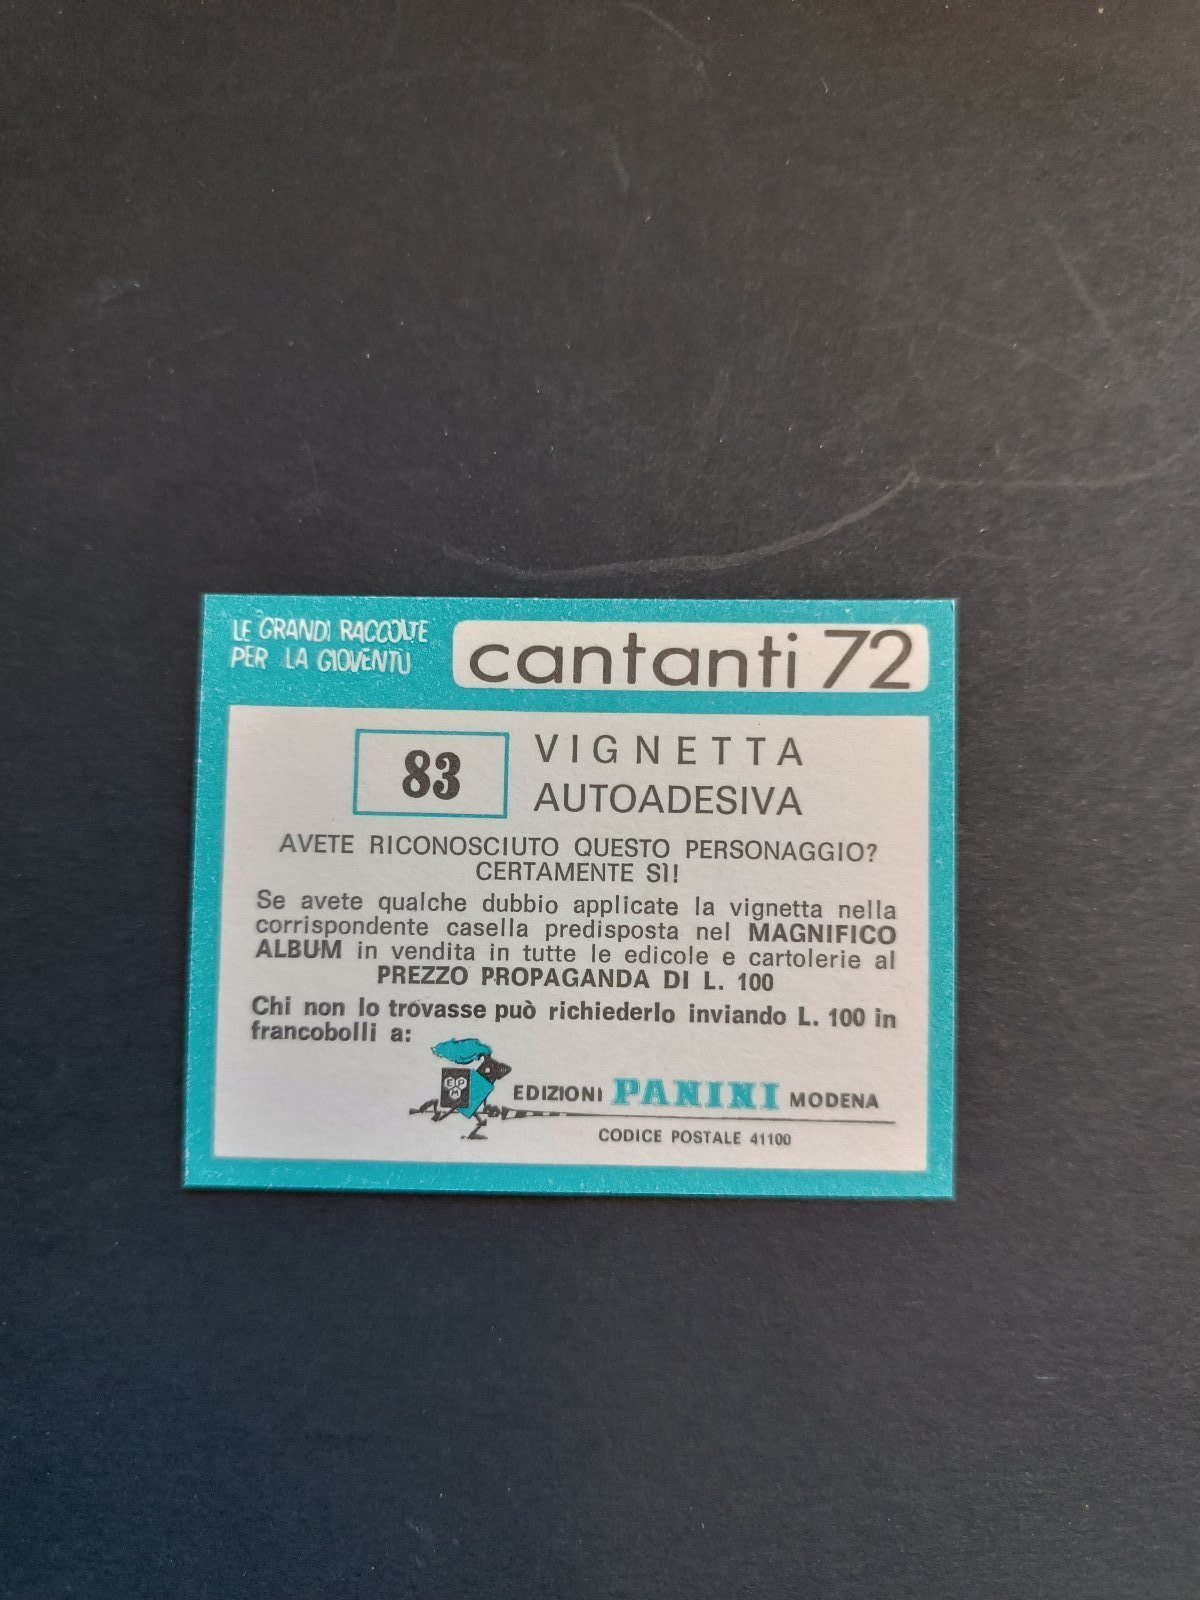 LE GRANDI RACCOLTE
PER LA GIOVENTU
cantanti 72
83
VIGNETTA
AUTOADESIVA
AVETE RICONOSCIUTO QUESTO PERSONAGGIO?
CERTAMENTE SÌ!
Se avete qualche dubbio applicate la vignetta nella
corrispondente casella predisposta nel MAGNIFICO
ALBUM in vendita in tutte le edicole e cartolerie al
PREZZO PROPAGANDA DI L. 100
Chi non lo trovasse può richiederlo inviando L. 100 in
francobolli a:
EPM
EDIZIONI PANINI MODENA
CODICE POSTALE 41100